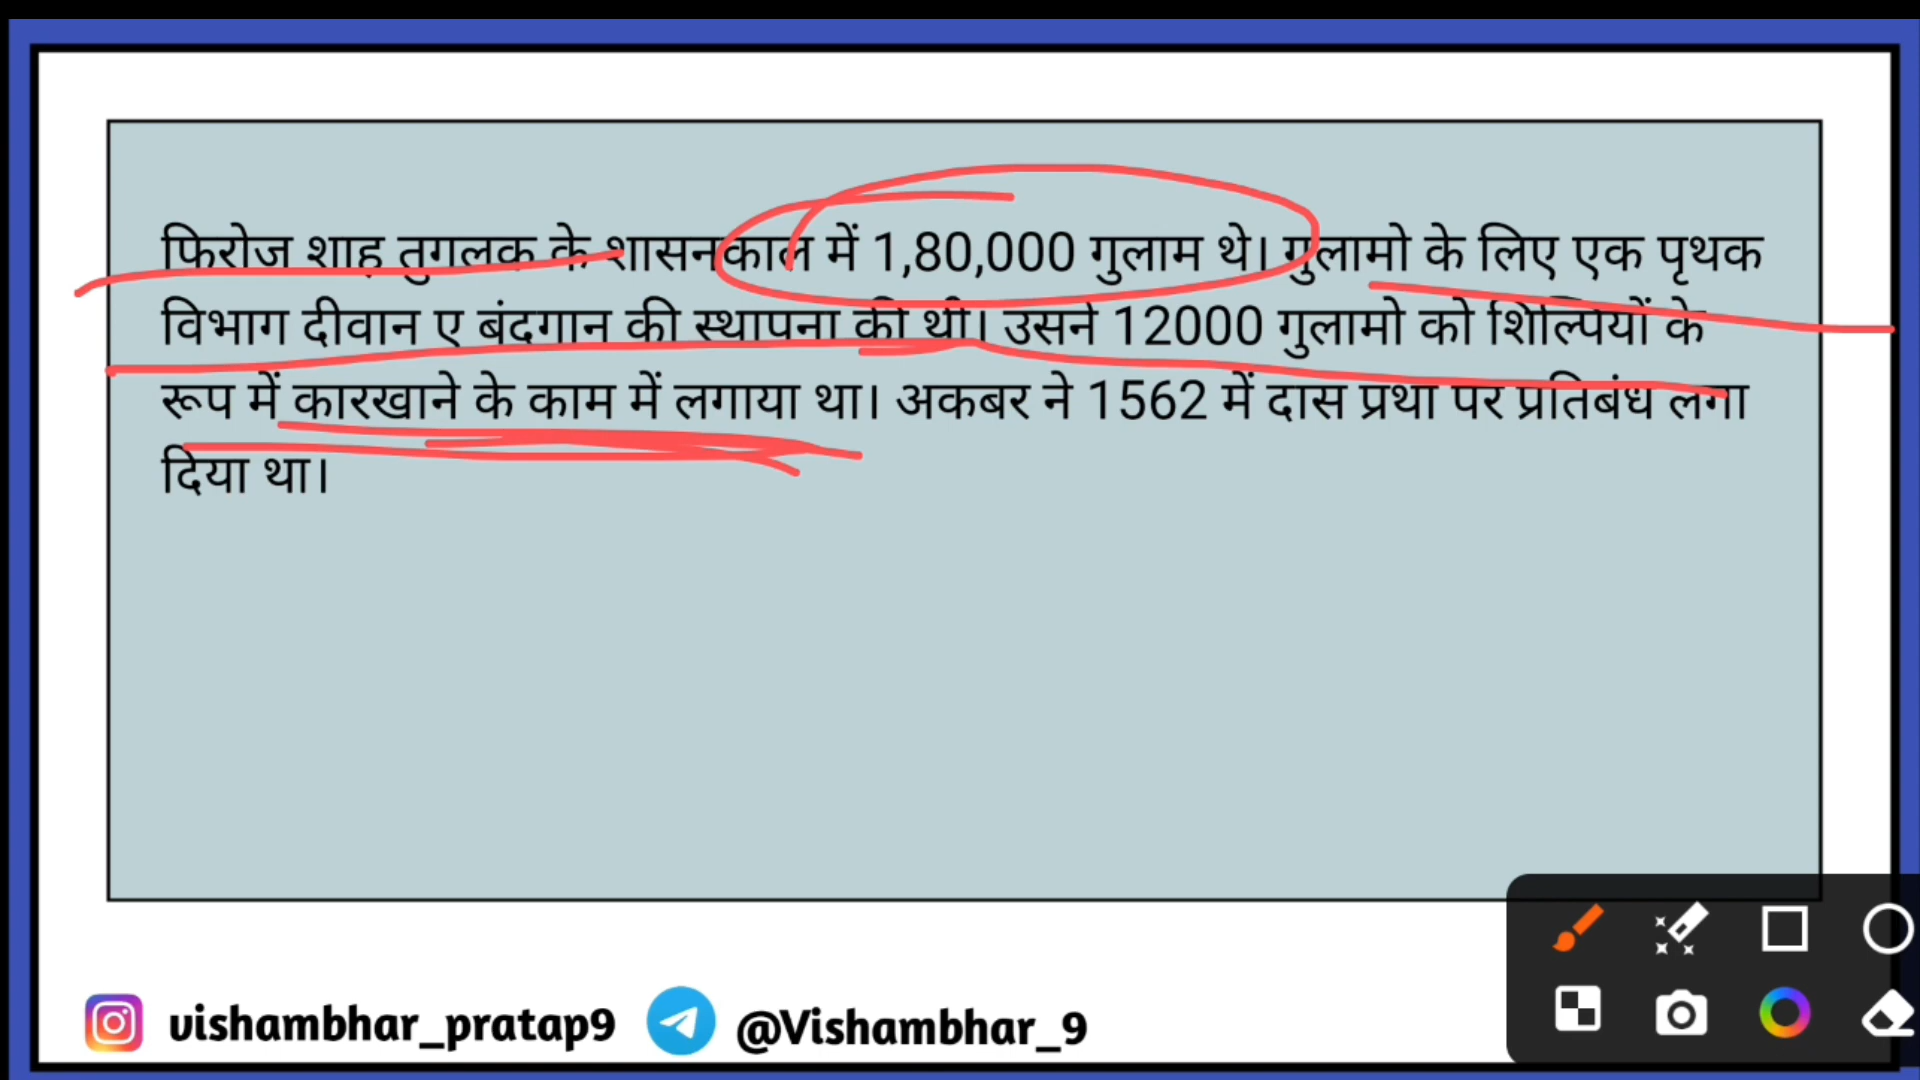 फिरोज शाह तुगलक के शासनकाल में 1,80,000 गुलाम थे। गुलामो के लिए एक पृथक
विभाग दीवान ए बंदगान की स्थापना की थी। उसने 12000 गुलामो को शिल्पियों के
रूप में कारखाने के काम में लगाया था। अकबर ने 1562 में दास प्रथा पर प्रतिबंध लगा
दिया था।
vishambhar_pratap9 @Vishambhar_9